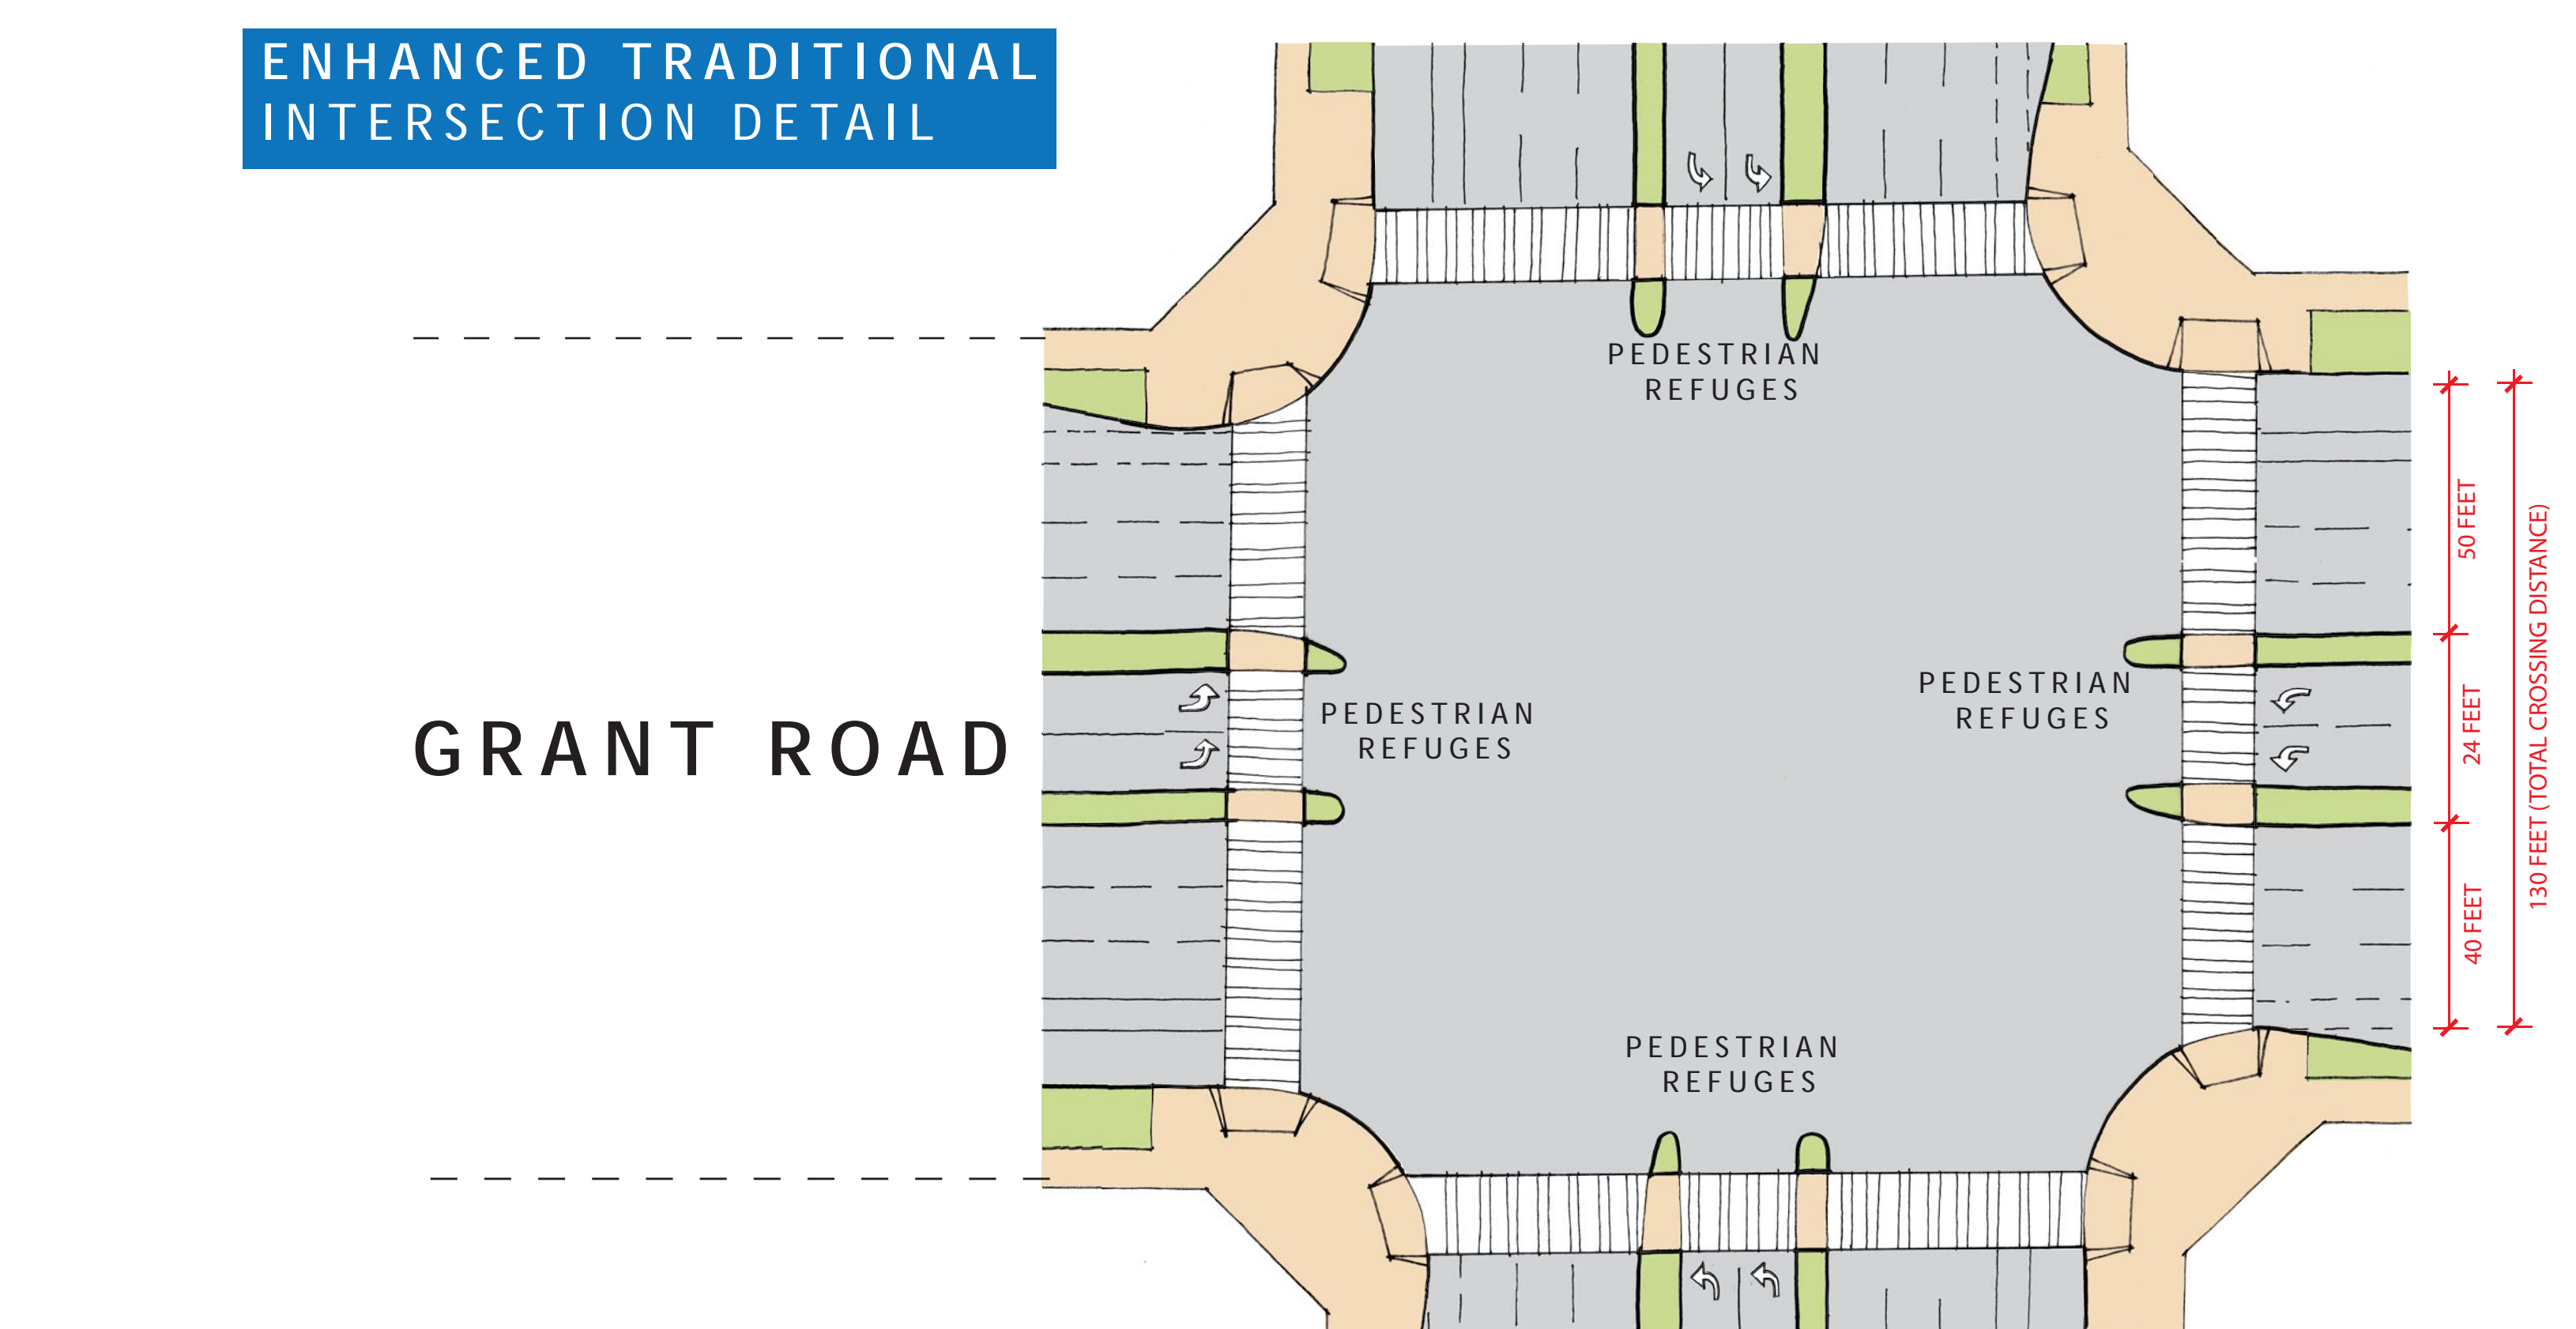 ENHANCED TRADITIONAL
INTERSECTION DETAIL
PEDESTRIAN
REFUGES
GRANT ROAD
PEDESTRIAN
REFUGES
PEDESTRIAN
REFUGES
PEDESTRIAN
REFUGES
50 FEET
24 FEET
40 FEET
130 FEET (TOTAL CROSSING DISTANCE)